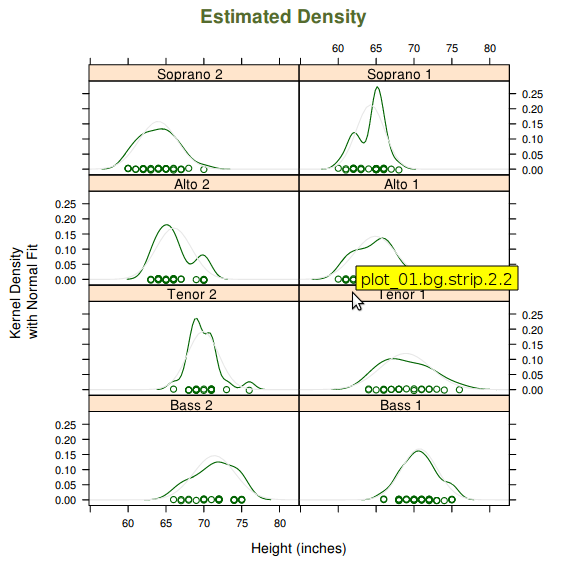 Estimated Density
60 65 70 75 80
Soprano 2 Soprano 1
0.25
0.20
0.15
0.10
0.05
0.00
Alto 2 Alto 1
0.25
0.20
0.15
0.10
0.05
0.00
plot_01.bg.strip.2.2
Tenor 2 Tenor 1
0.25
0.20
0.15
0.10
0.05
0.00
Bass 2 Bass 1
0.25
0.20
0.15
0.10
0.05
0.00
60 65 70 75 80
Kernel Density
with Normal Fit
Height (inches)